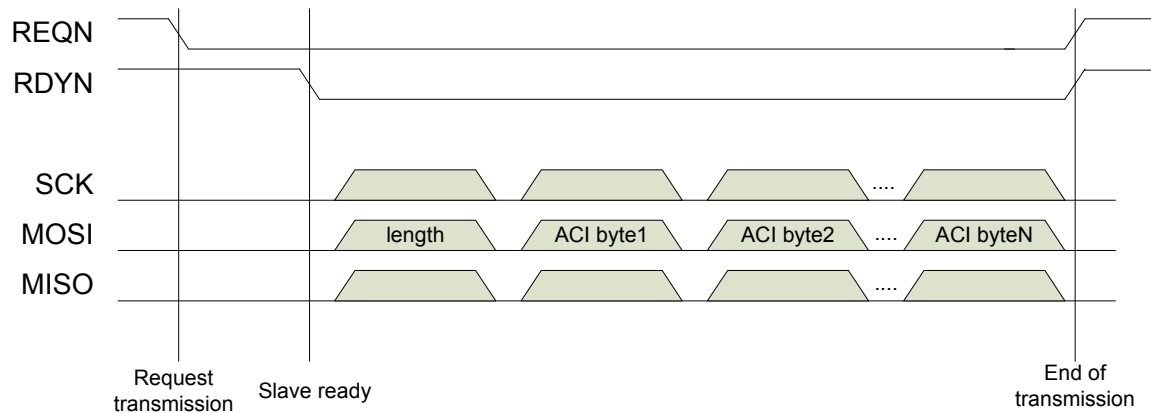 REQN
RDYN
SCK
....
MOSI
length
ACI byte1
ACI byte2
....
ACI byteN
MISO
....
Request
transmission
Slave ready
End of
transmission